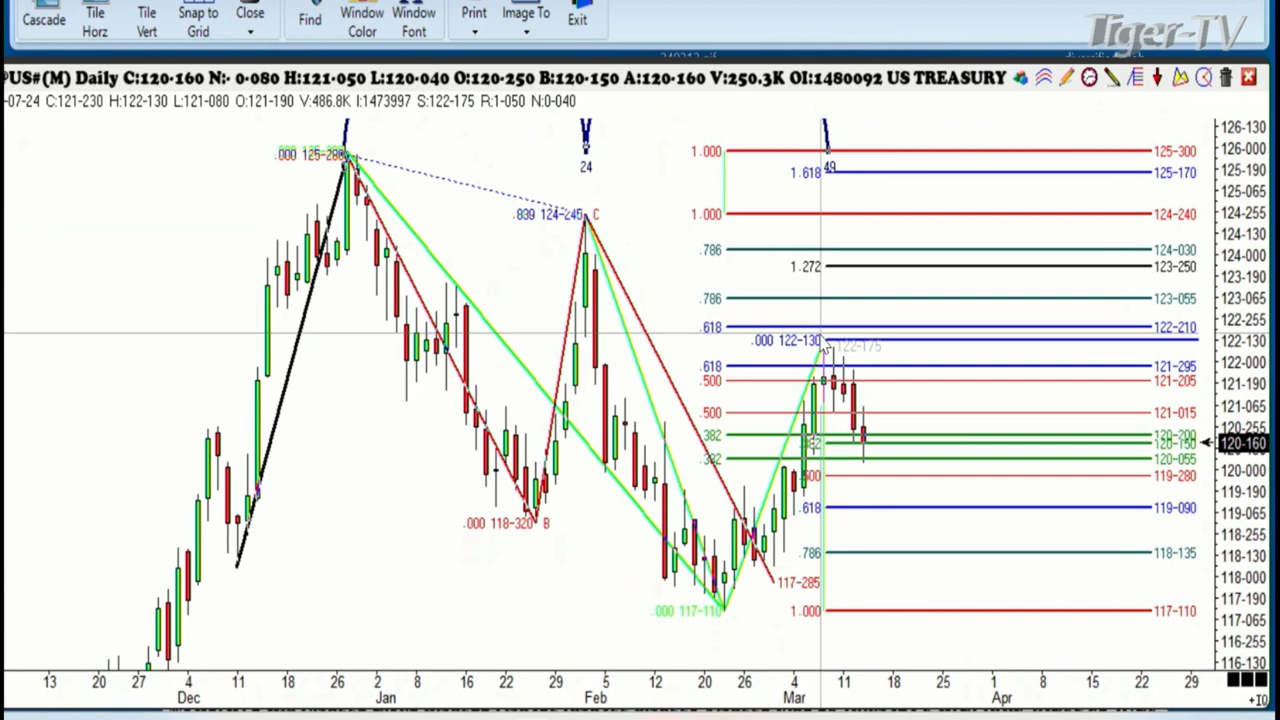 Cascade
Tile Horz
Tile Vert
Snap to Grid
Close
Find
Window Color
Window Font
Print
Image To
Exit
Tiger-TV
@US#(M) Daily C:120-160 N:- 0-080 H:121-050 L:120-040 O:120-250 B:120-150 A:120-160 V:250.3K OI:1480092 US TREASURY
-07-24 C:121-230 H:122-130 L:121-080 O:121-190 V:486.8K I:1473997 S:122-175 R:1-050 N:0-040
.000 125-280
24
49
.839 124-245 C
1.000 125-300
1.618 125-170
1.000 124-240
.786 124-030
1.272 123-250
.786 123-055
.618 122-210
.000 122-130
122-175
.618 121-295
.500 121-205
.500 121-015
.382 120-200
.382 120-150
.382 120-055
.500 119-280
.618 119-090
.000 118-320 B
.786 118-135
117-285
.000 117-110
1.000 117-110
126-130
126-000
125-190
125-065
124-255
124-130
124-000
123-190
123-065
122-255
122-130
122-000
121-190
121-065
120-255
120-160
120-000
119-190
119-065
118-255
118-130
118-000
117-190
117-065
116-255
116-130
13 20 27 4 11 18 26 2 8 16 22 29 5 12 20 26 4 11 18 25 1 8 15 22 29
Dec Jan Feb Mar Apr
+10